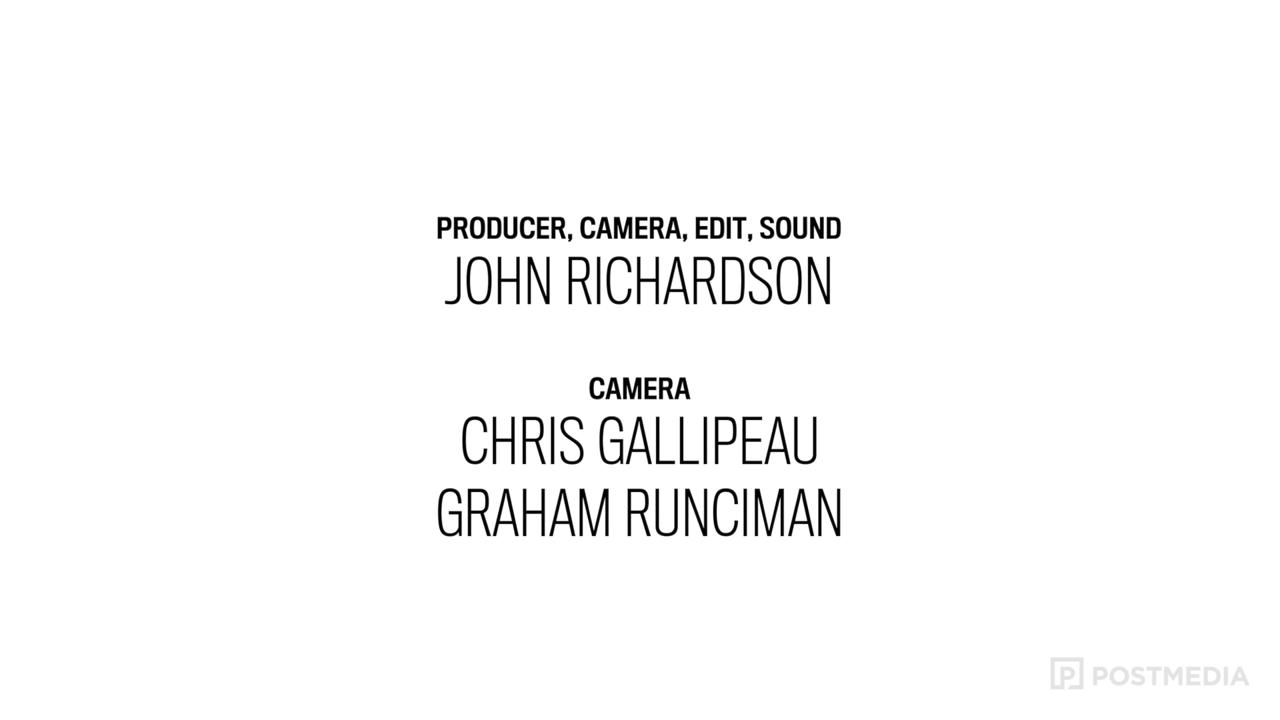 PRODUCER, CAMERA, EDIT, SOUND
JOHN RICHARDSON
CAMERA
CHRIS GALLIPEAU
GRAHAM RUNCIMAN
P POSTMEDIA